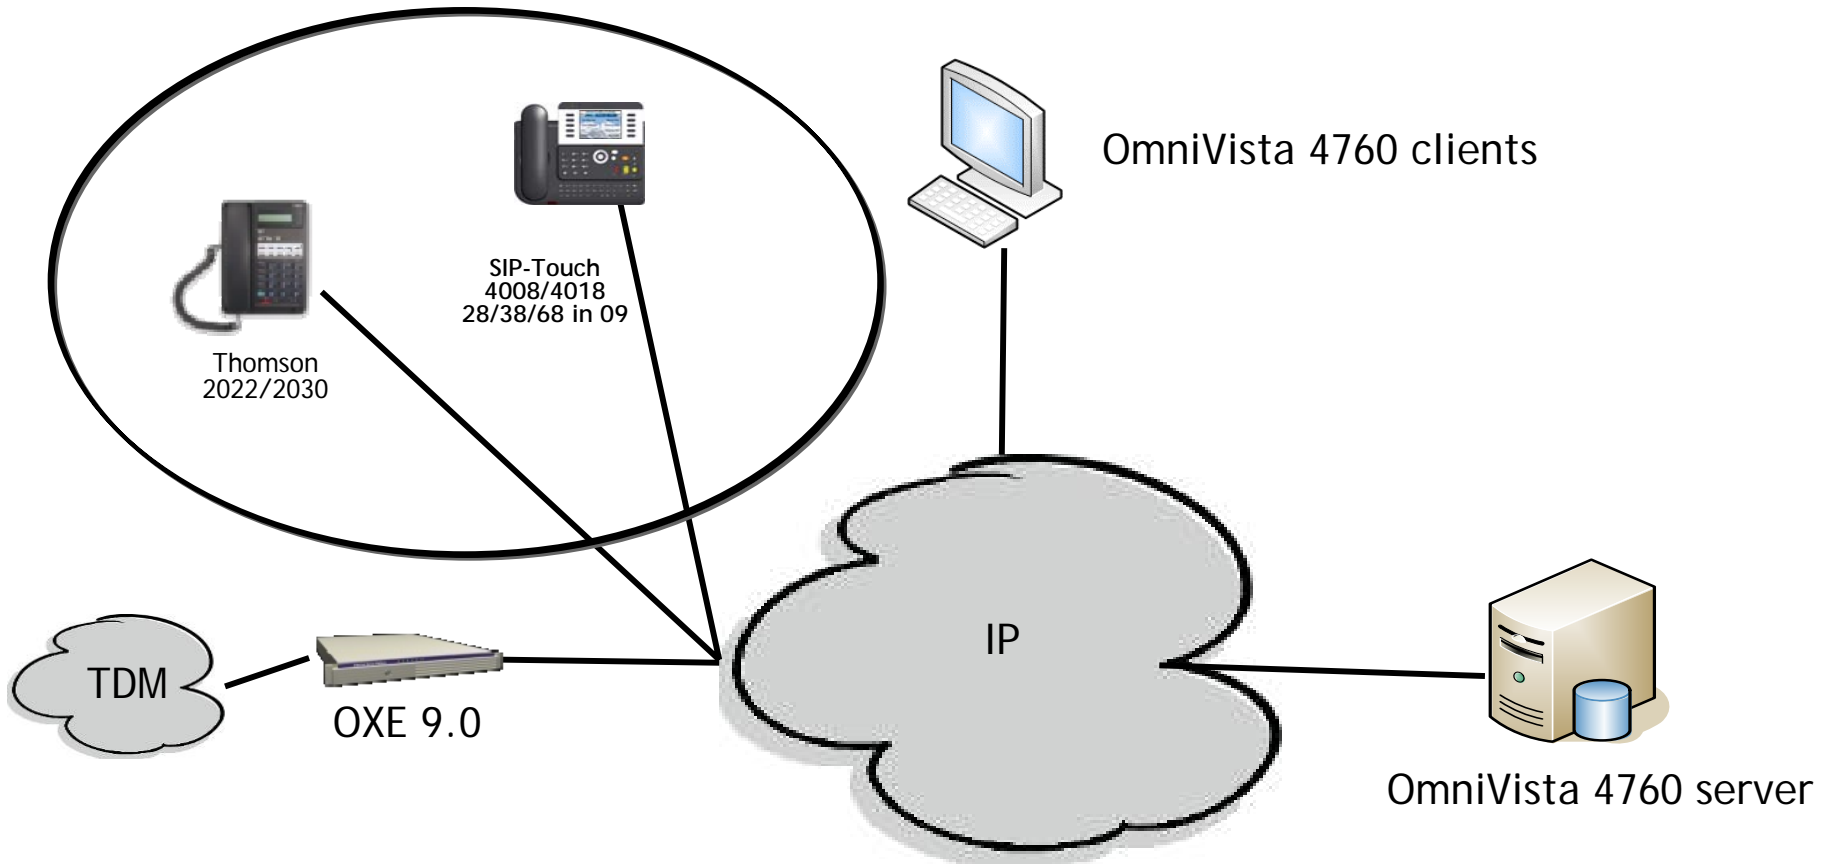 OmniVista 4760 clients
SIP-Touch
4008/4018
28/38/68 in 09
Thomson
2022/2030
IP
TDM
OXE 9.0
OmniVista 4760 server